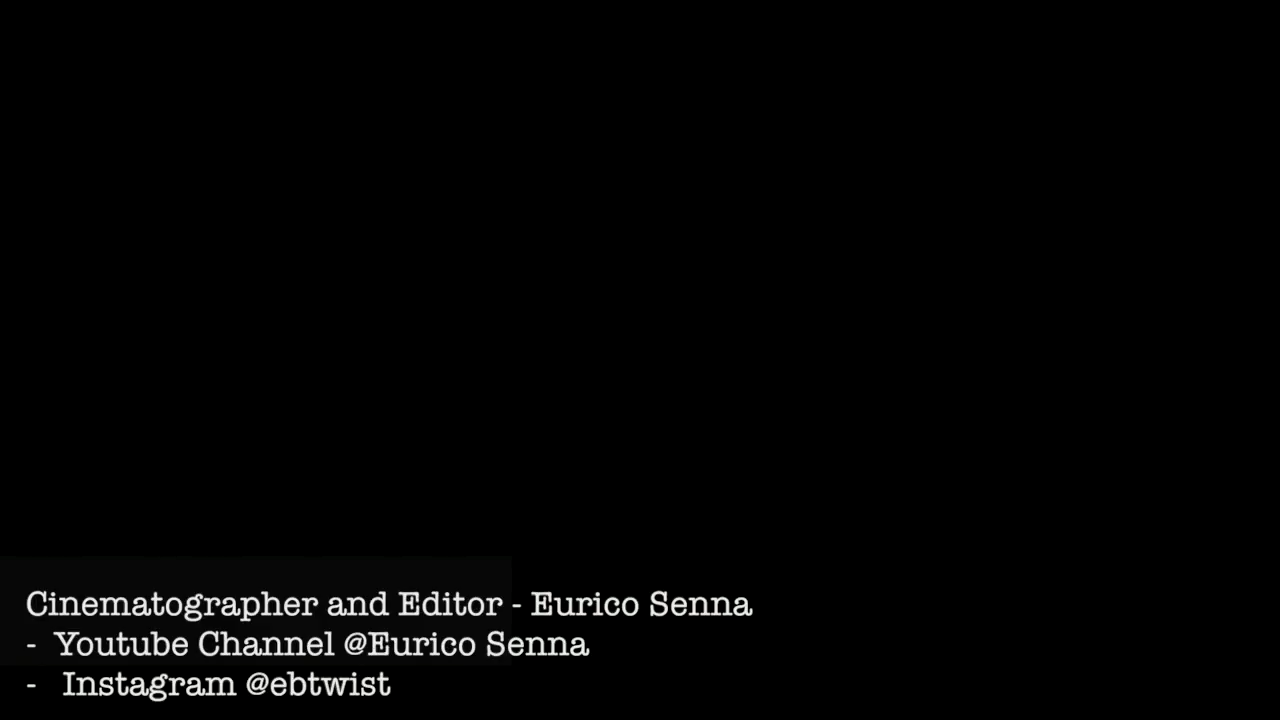 Cinematographer and Editor - Eurico Senna
- Youtube Channel @Eurico Senna
- Instagram @ebtwist